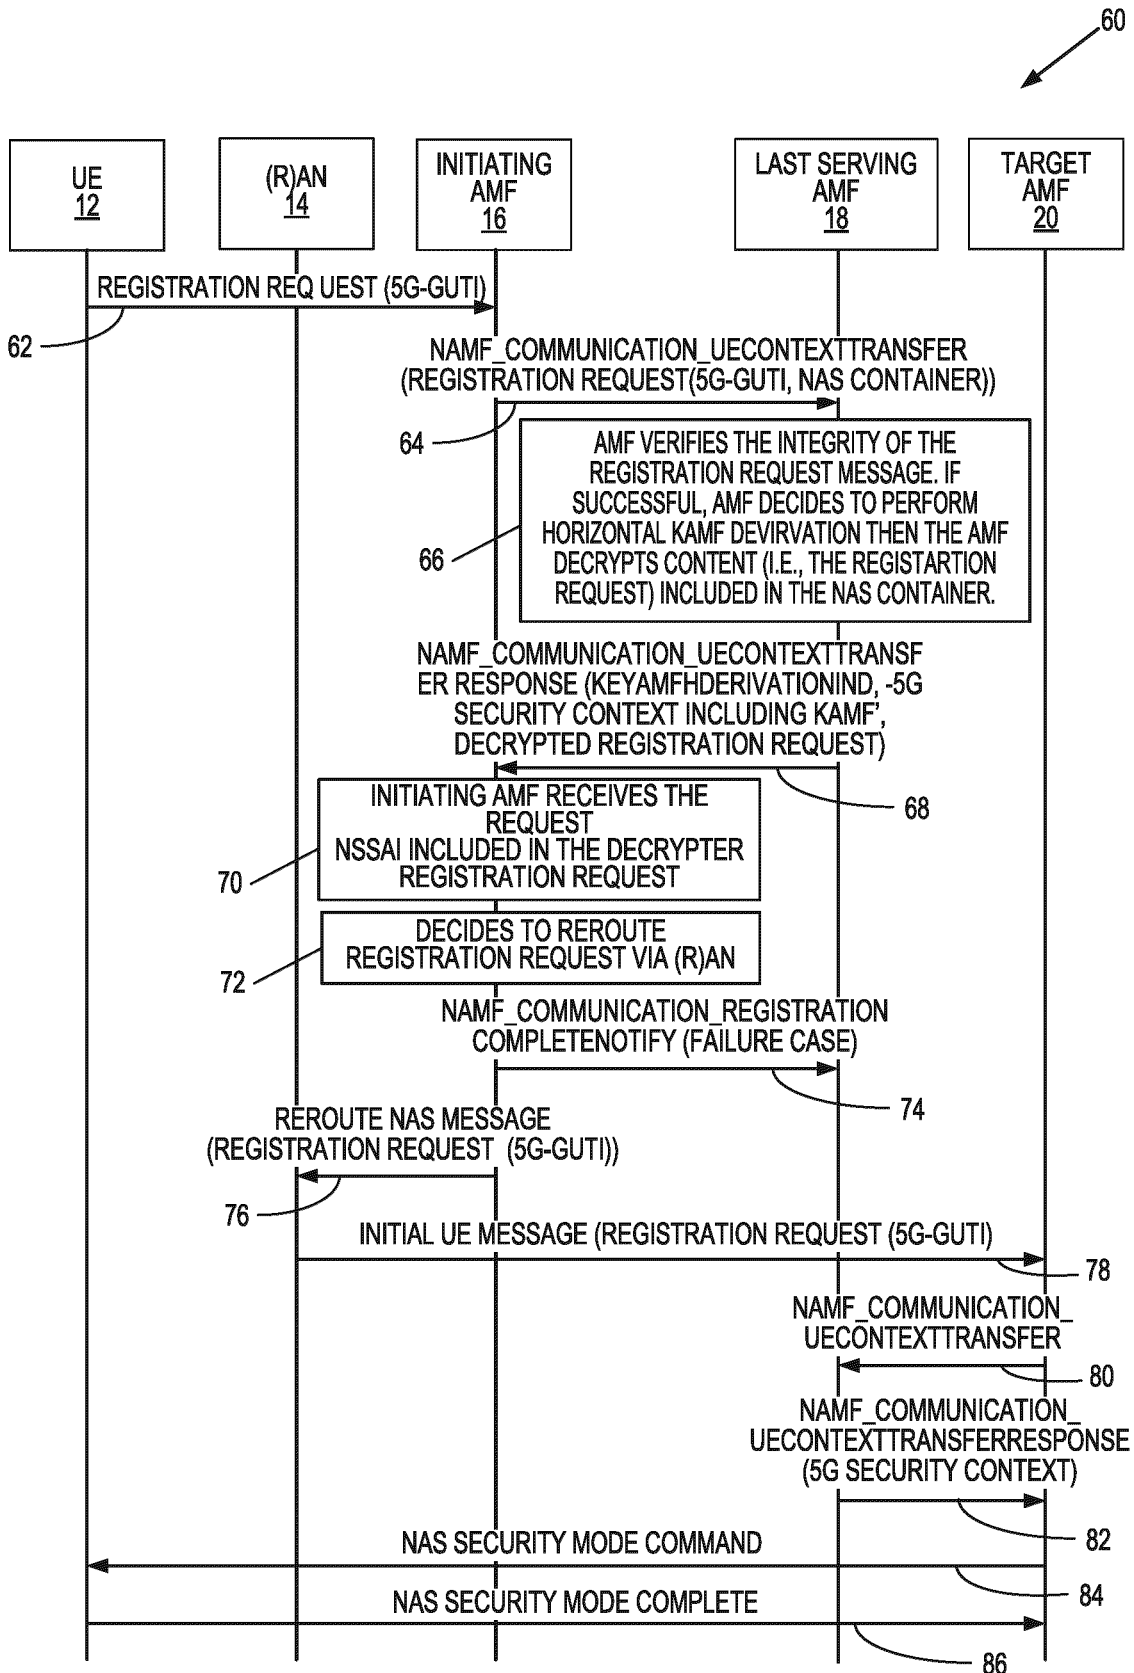 60
UE
12
(R)AN
14
INITIATING
AMF
16
LAST SERVING
AMF
18
TARGET
AMF
20
REGISTRATION REQ UEST (5G-GUTI)
62
NAMF_COMMUNICATION_UECONTEXTTRANSFER
(REGISTRATION REQUEST(5G-GUTI, NAS CONTAINER))
64
AMF VERIFIES THE INTEGRITY OF THE
REGISTRATION REQUEST MESSAGE. IF
SUCCESSFUL, AMF DECIDES TO PERFORM
HORIZONTAL KAMF DEVIRVATION THEN THE AMF
DECRYPTS CONTENT (I.E., THE REGISTARTION
REQUEST) INCLUDED IN THE NAS CONTAINER.
66
NAMF_COMMUNICATION_UECONTEXTTRANSF
ER RESPONSE (KEYAMFHDERIVATIONIND, -5G
SECURITY CONTEXT INCLUDING KAMF',
DECRYPTED REGISTRATION REQUEST)
68
INITIATING AMF RECEIVES THE
REQUEST
NSSAI INCLUDED IN THE DECRYPTER
REGISTRATION REQUEST
70
DECIDES TO REROUTE
REGISTRATION REQUEST VIA (R)AN
72
NAMF_COMMUNICATION_REGISTRATION
COMPLETENOTIFY (FAILURE CASE)
74
REROUTE NAS MESSAGE
(REGISTRATION REQUEST (5G-GUTI))
76
INITIAL UE MESSAGE (REGISTRATION REQUEST (5G-GUTI)
78
NAMF_COMMUNICATION_
UECONTEXTTRANSFER
80
NAMF_COMMUNICATION_
UECONTEXTTRANSFERRESPONSE
(5G SECURITY CONTEXT)
82
NAS SECURITY MODE COMMAND
84
NAS SECURITY MODE COMPLETE
86